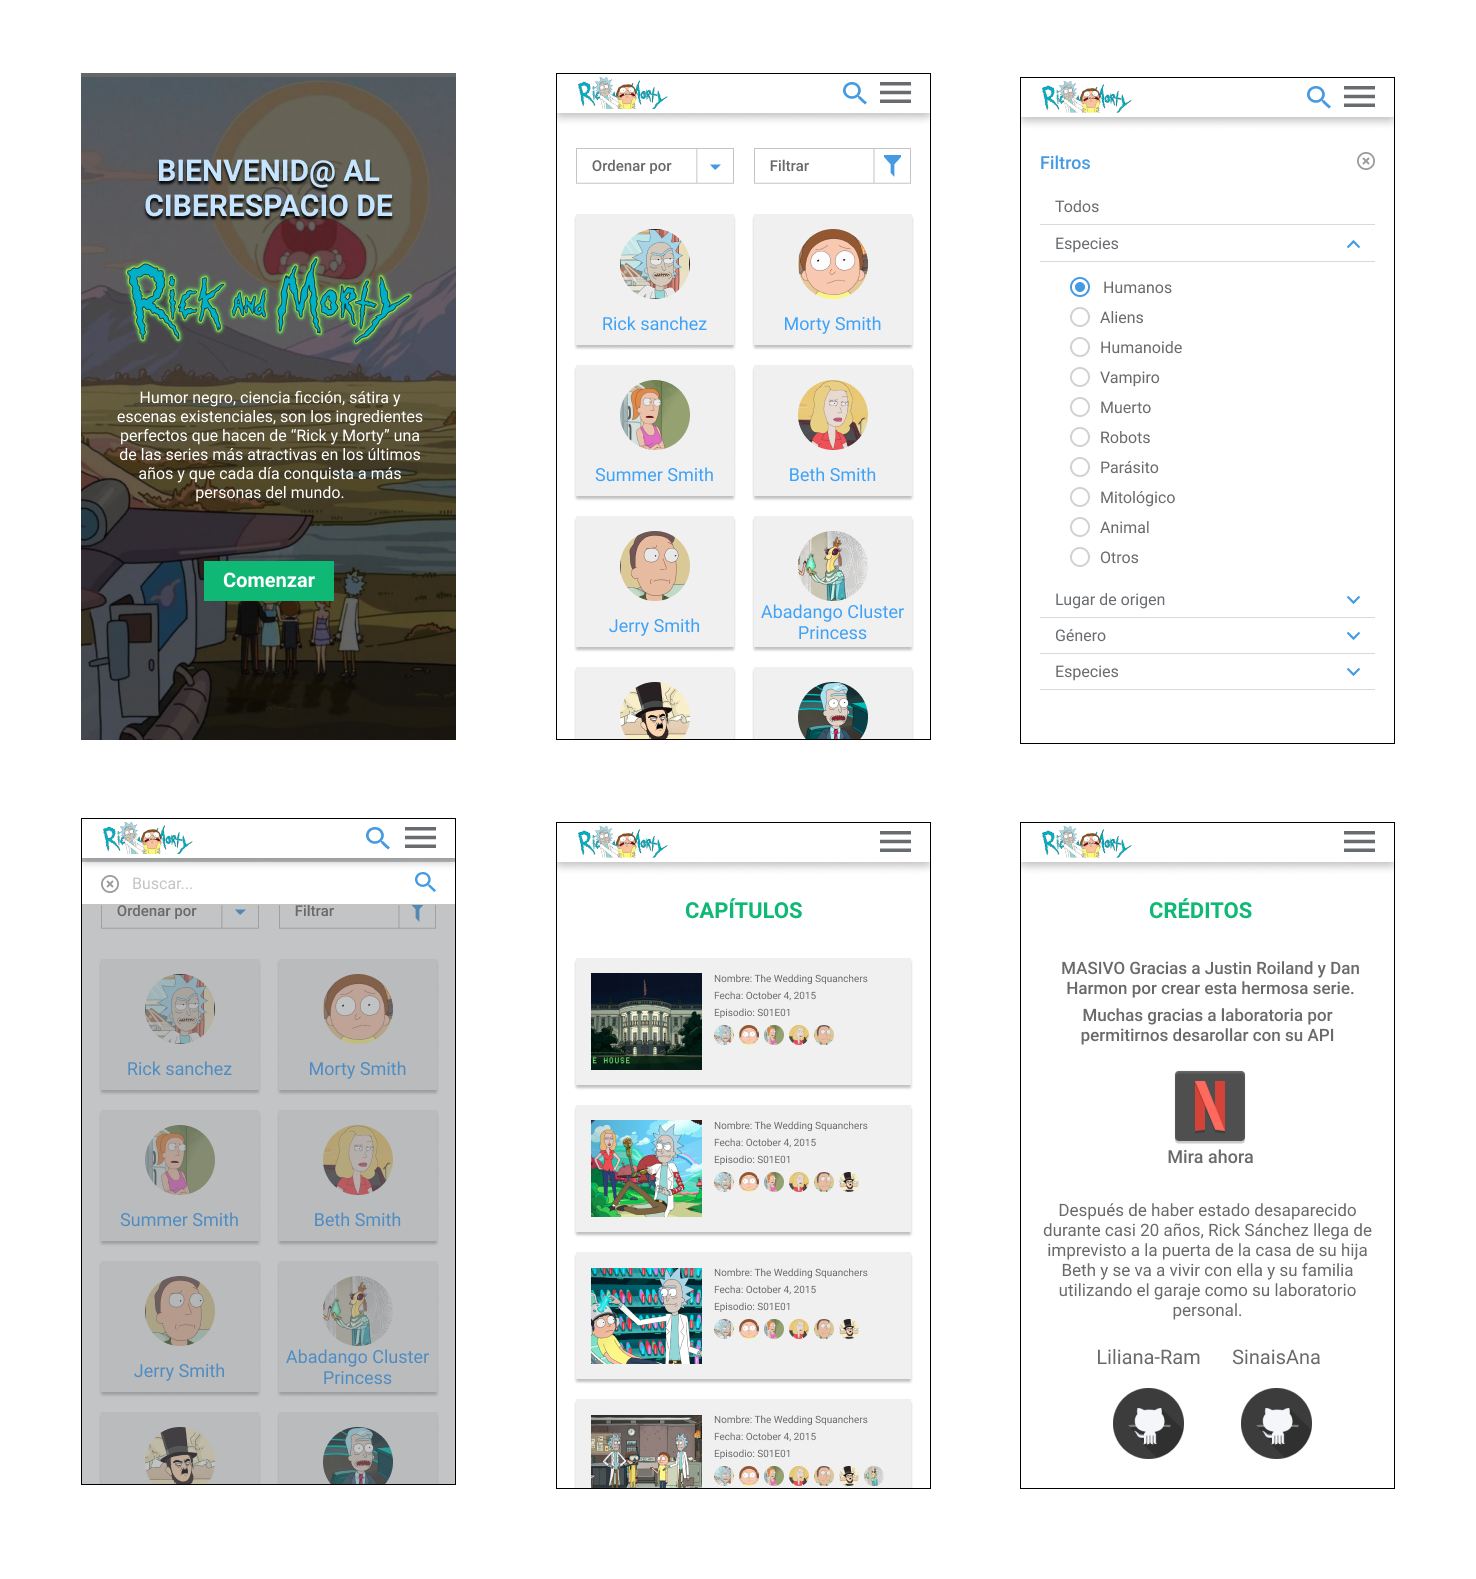 BIENVENID@ AL
CIBERESPACIO DE
Rick and Morty
Humor negro, ciencia ficción, sátira y
escenas existenciales, son los ingredientes
perfectos que hacen de “Rick y Morty” una
de las series más atractivas en los últimos
años y que cada día conquista a más
personas del mundo.
Comenzar
Rick and Morty
Ordenar por
Filtrar
Rick sanchez
Morty Smith
Summer Smith
Beth Smith
Jerry Smith
Abadango Cluster
Princess
Rick and Morty
Filtros
Todos
Especies
Humanos
Aliens
Humanoide
Vampiro
Muerto
Robots
Parásito
Mitológico
Animal
Otros
Lugar de origen
Género
Especies
Rick and Morty
Buscar...
Ordenar por
Filtrar
Rick sanchez
Morty Smith
Summer Smith
Beth Smith
Jerry Smith
Abadango Cluster
Princess
Rick and Morty
CAPÍTULOS
E HOUSE
Nombre: The Wedding Squanchers
Fecha: October 4, 2015
Episodio: S01E01
Nombre: The Wedding Squanchers
Fecha: October 4, 2015
Episodio: S01E01
Nombre: The Wedding Squanchers
Fecha: October 4, 2015
Episodio: S01E01
Nombre: The Wedding Squanchers
Fecha: October 4, 2015
Episodio: S01E01
Rick and Morty
CRÉDITOS
MASIVO Gracias a Justin Roiland y Dan
Harmon por crear esta hermosa serie.
Muchas gracias a laboratoria por
permitirnos desarollar con su API
N
Mira ahora
Después de haber estado desaparecido
durante casi 20 años, Rick Sánchez llega de
imprevisto a la puerta de la casa de su hija
Beth y se va a vivir con ella y su familia
utilizando el garaje como su laboratorio
personal.
Liliana-Ram
SinaisAna